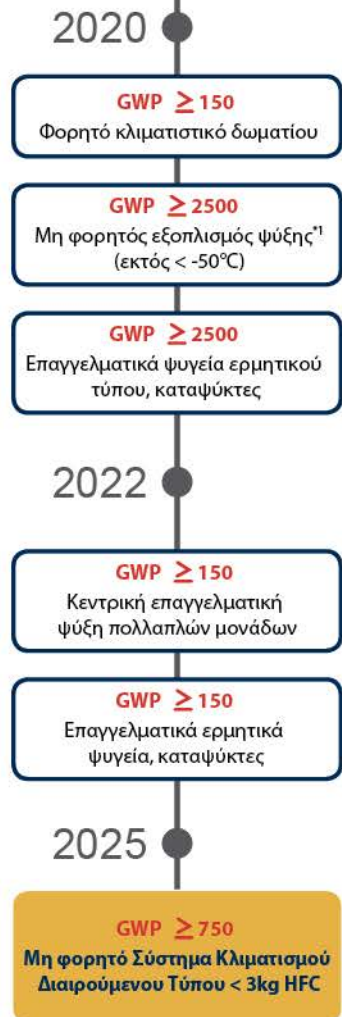 2020
GWP ≥ 150
Φορητό κλιματιστικό δωματίου
GWP ≥ 2500
Μη φορητός εξοπλισμός ψύξης*¹
(εκτός < -50°C)
GWP ≥ 2500
Επαγγελματικά ψυγεία ερμητικού
τύπου, καταψύκτες
2022
GWP ≥ 150
Κεντρική επαγγελματική
ψύξη πολλαπλών μονάδων
GWP ≥ 150
Επαγγελματικά ερμητικά
ψυγεία, καταψύκτες
2025
GWP ≥ 750
Μη φορητό Σύστημα Κλιματισμού
Διαιρούμενου Τύπου < 3kg HFC